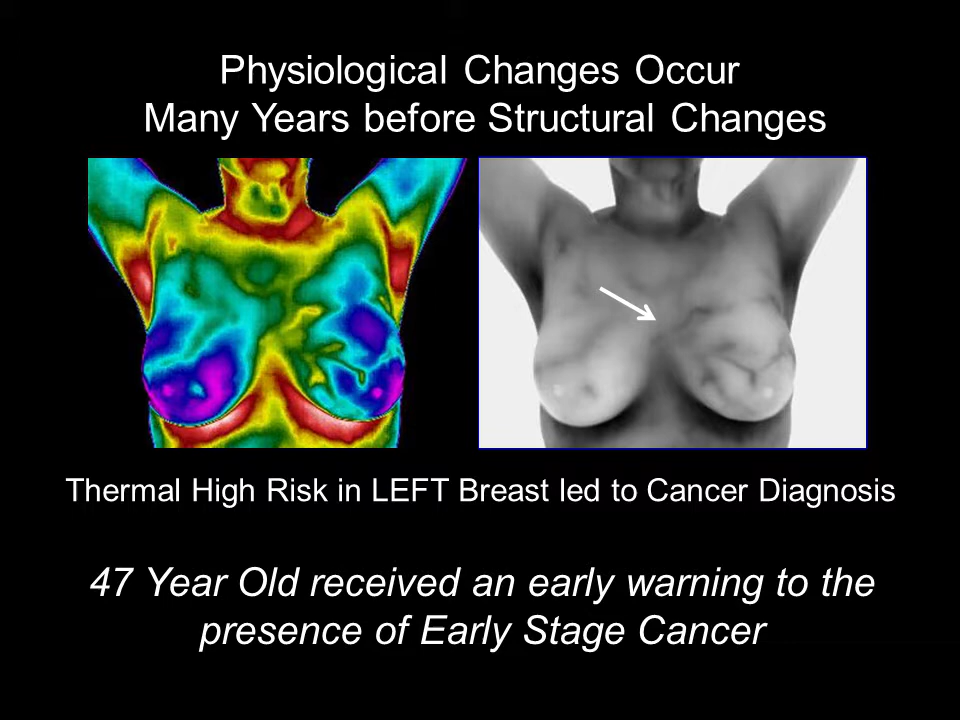 Physiological Changes Occur
Many Years before Structural Changes
Thermal High Risk in LEFT Breast led to Cancer Diagnosis
47 Year Old received an early warning to the
presence of Early Stage Cancer